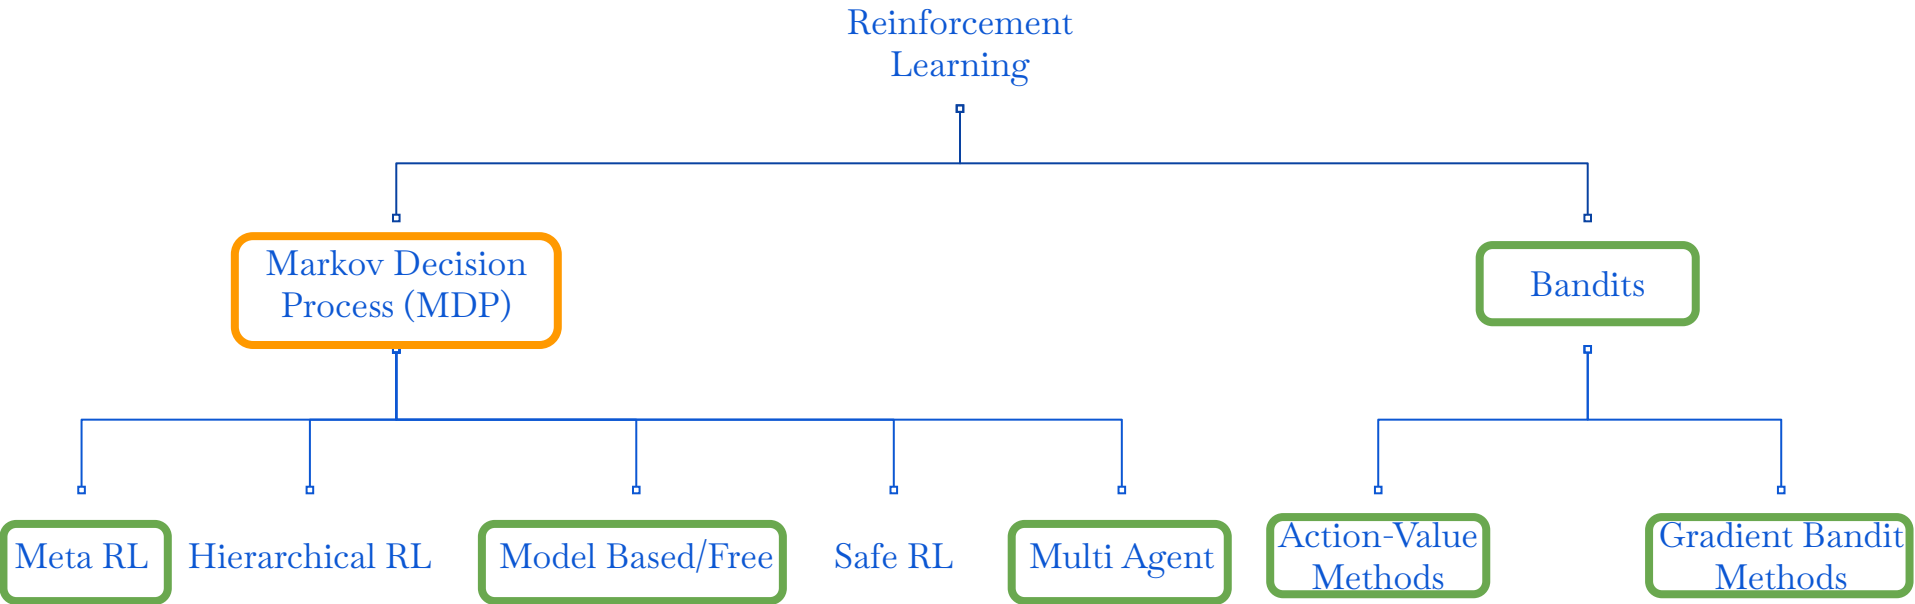 Reinforcement
Learning
Markov Decision
Process (MDP)
Bandits
Meta RL
Hierarchical RL
Model Based/Free
Safe RL
Multi Agent
Action-Value
Methods
Gradient Bandit
Methods